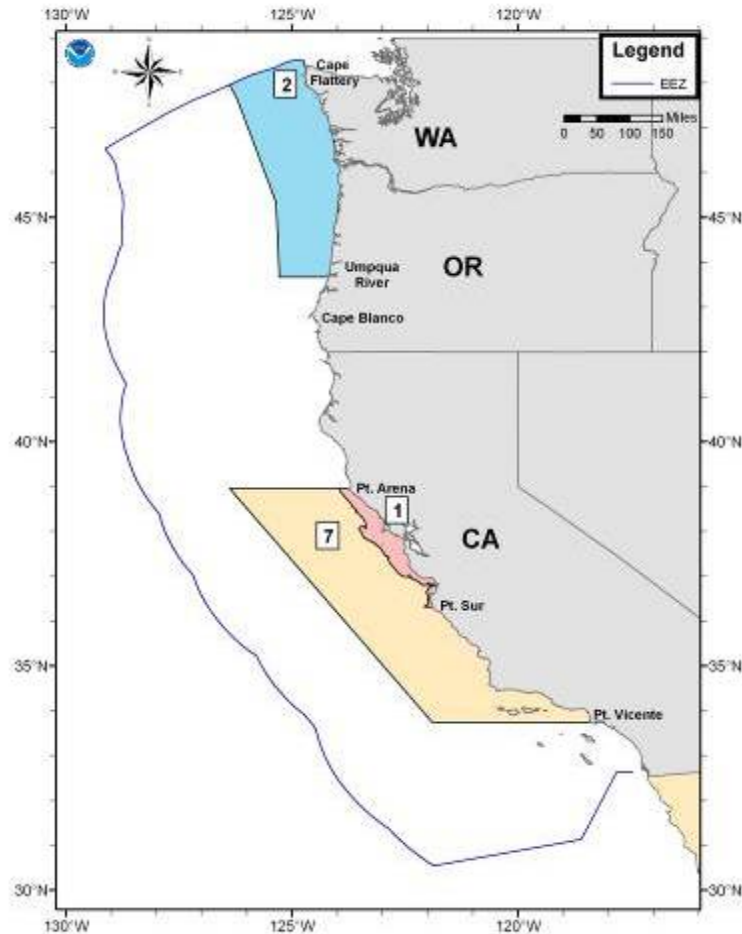 130°W 125°W 120°W
Legend
EEZ
Miles
0 50 100 150
Cape
Flattery
2
WA
45°N
45°N
Umpqua
River
OR
Cape Blanco
40°N
40°N
Pt. Arena
1
7
CA
Pt. Sur
35°N
35°N
Pt. Vicente
30°N
30°N
130°W 125°W 120°W